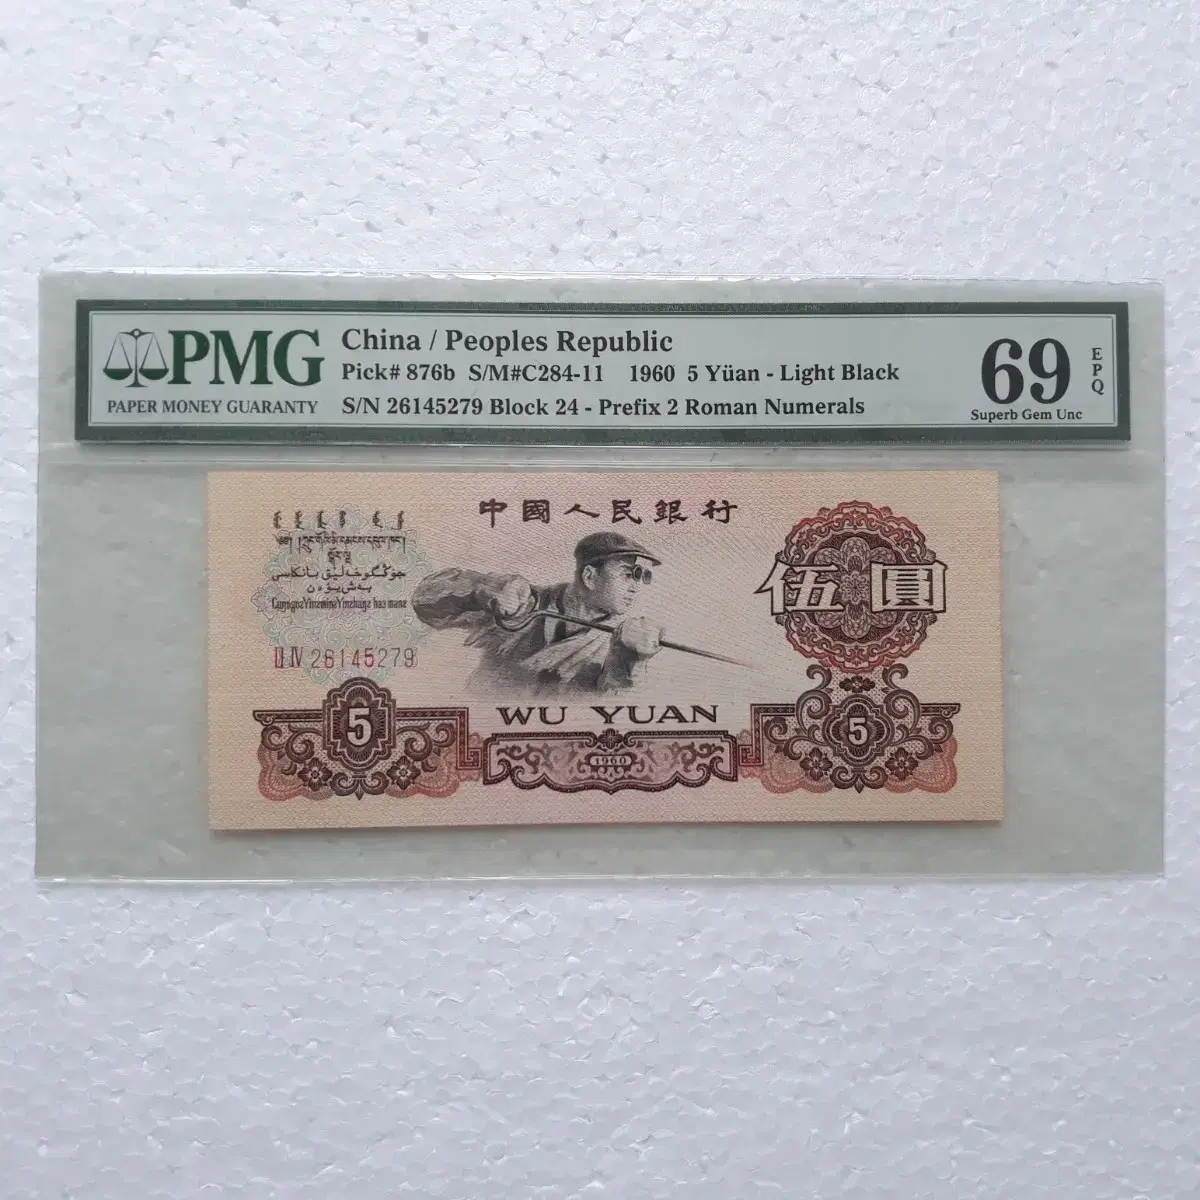 PMG
PAPER MONEY GUARANTY
China / Peoples Republic
Pick# 876b S/M#C284-11 1960 5 Yüan - Light Black
S/N 26145279 Block 24 - Prefix 2 Roman Numerals
69
Superb Gem Unc
EPQ
中國人民銀行
伍圓
II IV 26145279
5
WU YUAN
5
1960